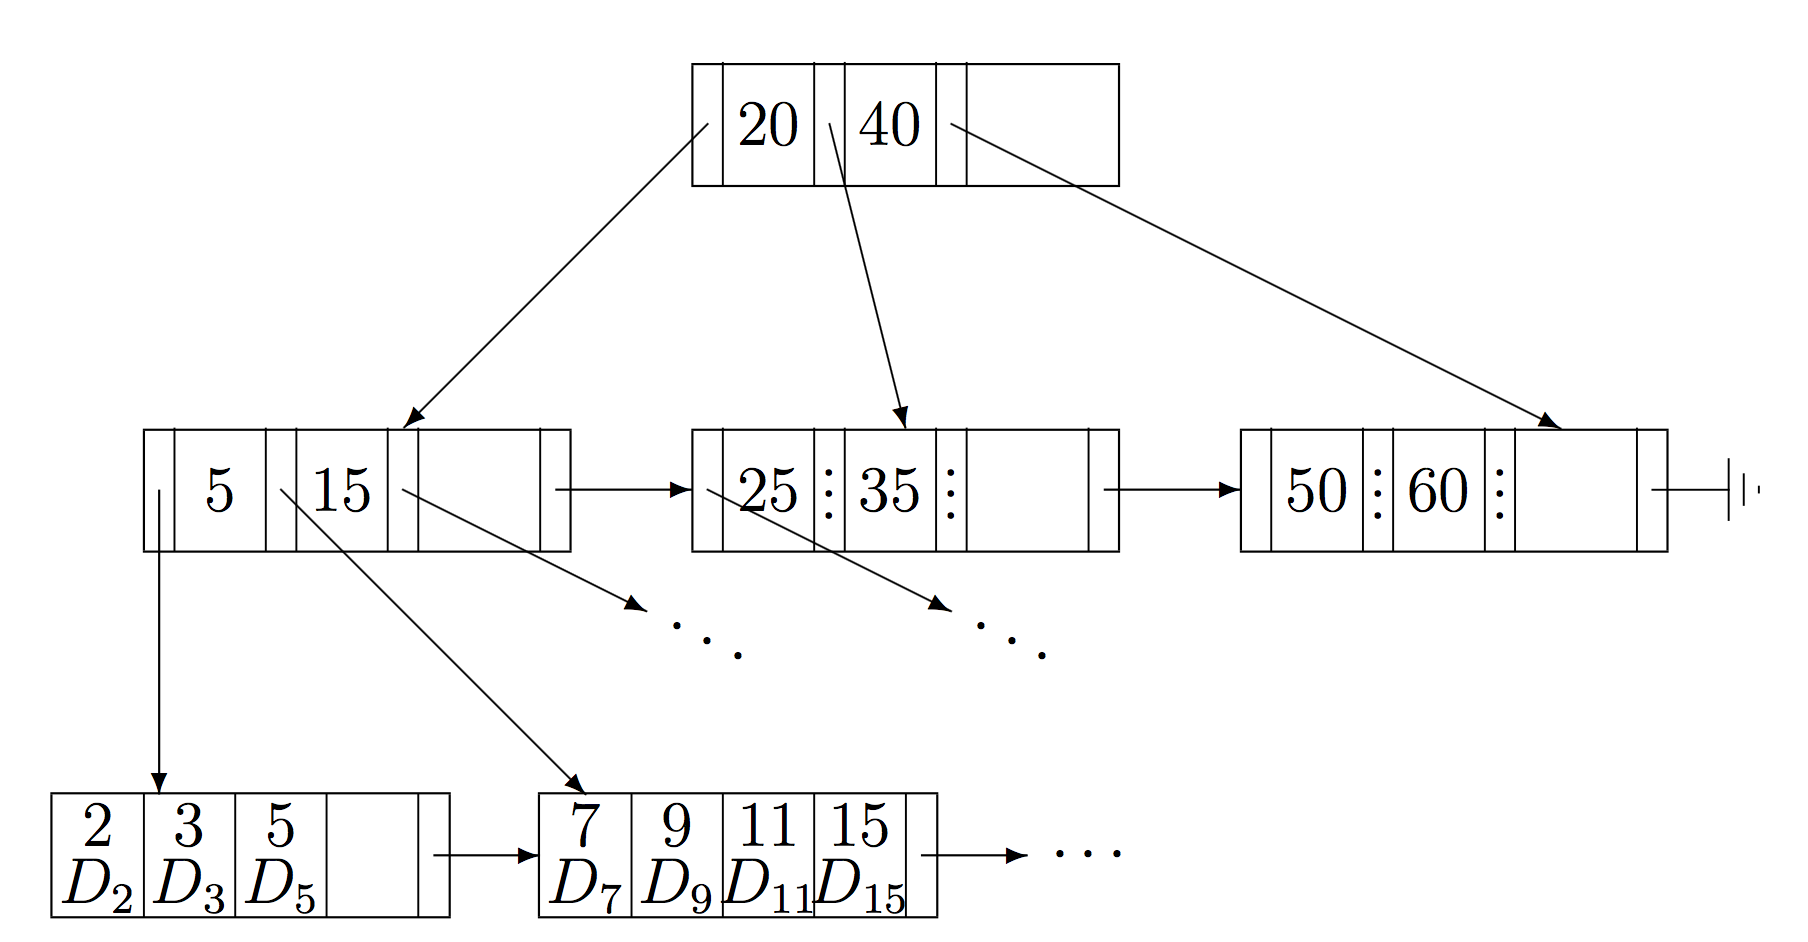 20 40
5 15 25 ⋮ 35 ⋮ 50 ⋮ 60 ⋮
⋱ ⋱
2 3 5 7 9 11 15
D₂ D₃ D₅ D₇ D₉ D₁₁ D₁₅ ⋯